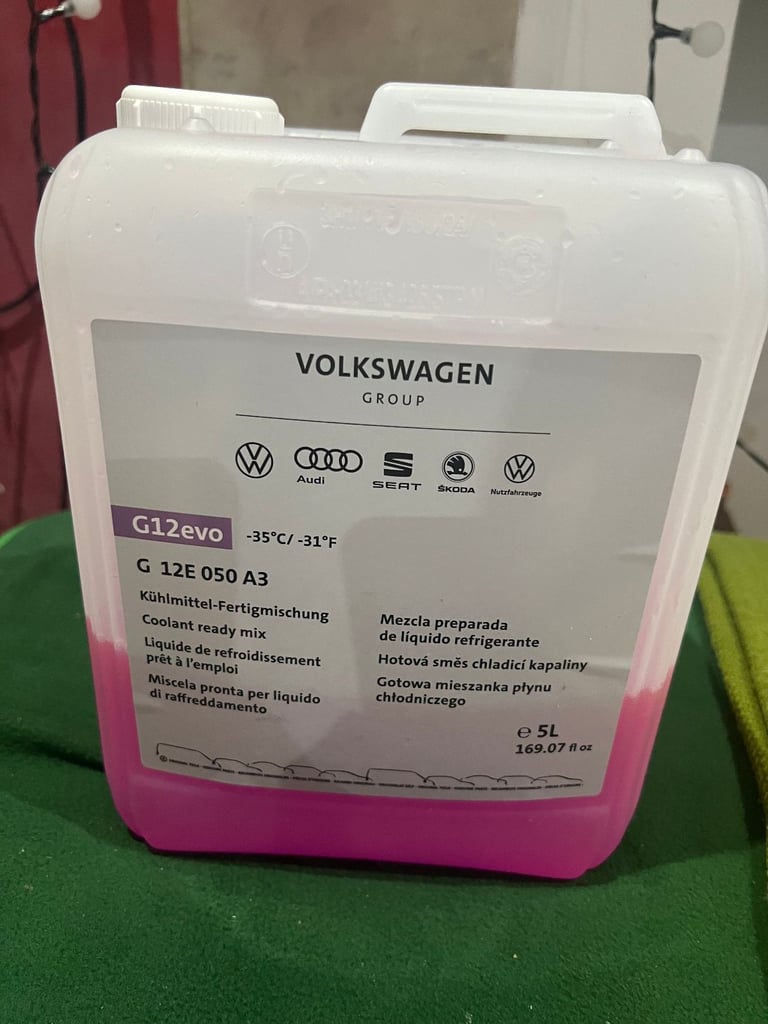 VOLKSWAGEN
GROUP
Audi
SEAT
ŠKODA
Nutzfahrzeuge
G12evo
-35°C/ -31°F
G 12E 050 A3
Kühlmittel-Fertigmischung
Coolant ready mix
Liquide de refroidissement
prêt à l'emploi
Miscela pronta per liquido
di raffreddamento
Mezcla preparada
de líquido refrigerante
Hotová směs chladicí kapaliny
Gotowa mieszanka płynu
chłodniczego
℮ 5L
169.07 fl oz